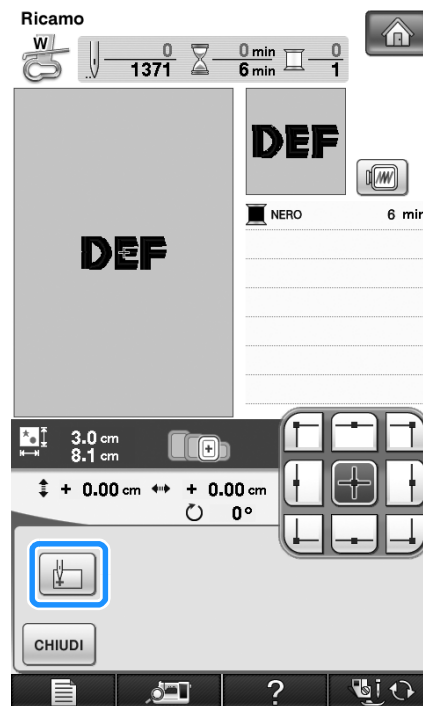 Ricamo
W
0 0 min 0
1371 6 min 1
DEF
NERO 6 min
DEF
3.0 cm
8.1 cm
+ 0.00 cm + 0.00 cm
0°
CHIUDI
?